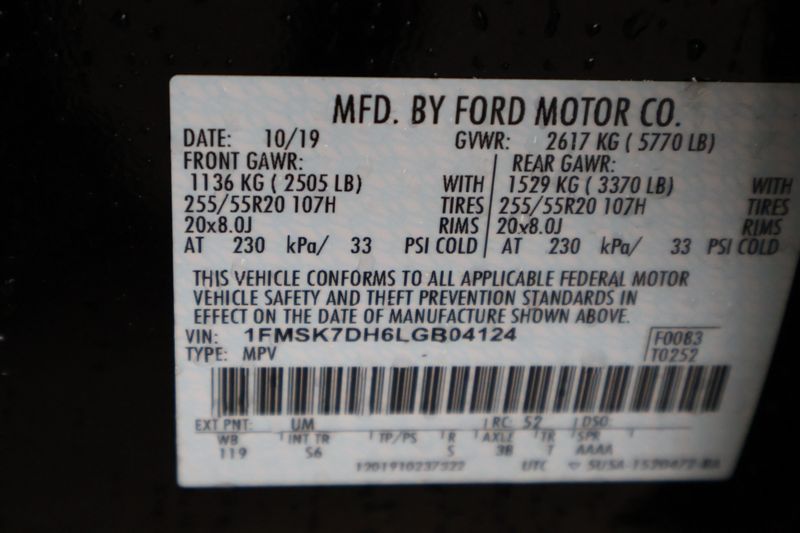 MFD. BY FORD MOTOR CO.
DATE: 10/19 GVWR: 2617 KG ( 5770 LB)
FRONT GAWR: REAR GAWR:
1136 KG ( 2505 LB) WITH 1529 KG ( 3370 LB) WITH
255/55R20 107H TIRES 255/55R20 107H TIRES
20x8.0J RIMS 20x8.0J RIMS
AT 230 kPa/ 33 PSI COLD AT 230 kPa/ 33 PSI COLD
THIS VEHICLE CONFORMS TO ALL APPLICABLE FEDERAL MOTOR
VEHICLE SAFETY AND THEFT PREVENTION STANDARDS IN
EFFECT ON THE DATE OF MANUFACTURE SHOWN ABOVE.
VIN: 1FMSK7DH6LGB04124 F0083
TYPE: MPV T0252
EXT PNT: UM RC: 52 DSO:
WB INT TR TP/PS R AXLE TR SPR
119 S6 S 3B T AAAA
UTC